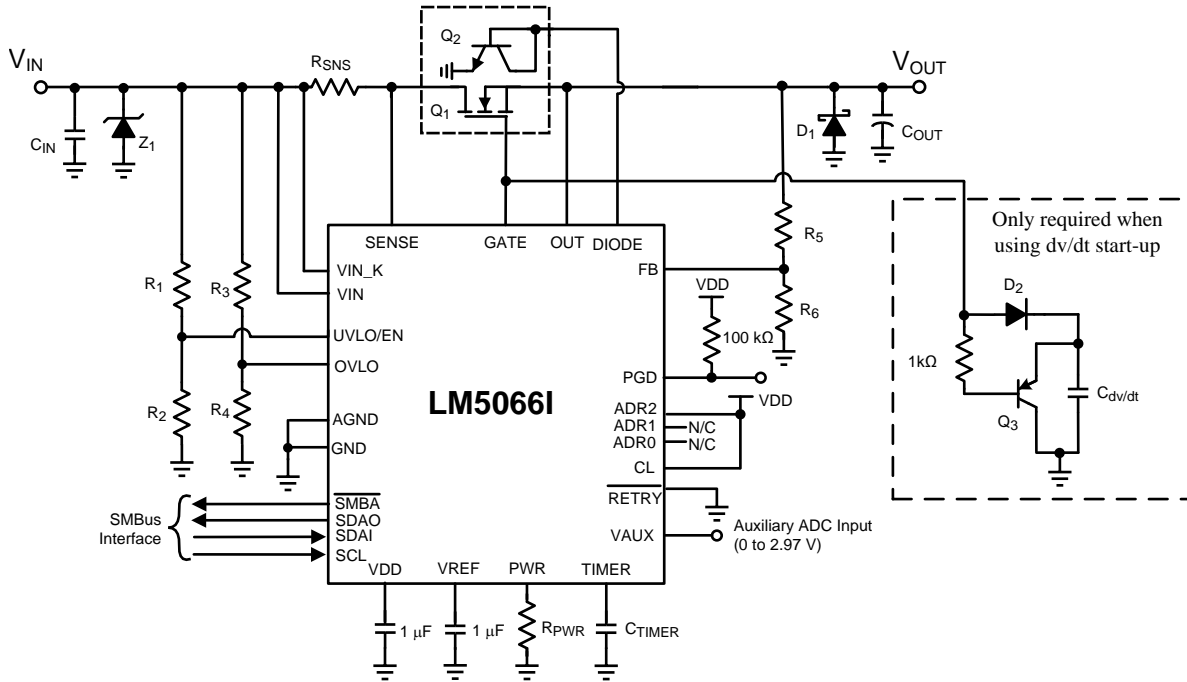 Q2
VIN
RSNS
VOUT
Q1
CIN
Z1
D1
COUT
SENSE
GATE
OUT
DIODE
R5
Only required when
using dv/dt start-up
VIN_K
FB
R1
R3
VIN
VDD
D2
R6
UVLO/EN
100 kΩ
1kΩ
OVLO
LM5066I
PGD
R2
R4
VDD
Cdv/dt
AGND
ADR2
ADR1
N/C
Q3
GND
ADR0
N/C
CL
SMBA
RETRY
SMBus
Interface
SDAO
SDAI
SCL
VAUX
Auxiliary ADC Input
(0 to 2.97 V)
VDD
VREF
PWR
TIMER
1 μF
1 μF
RPWR
CTIMER